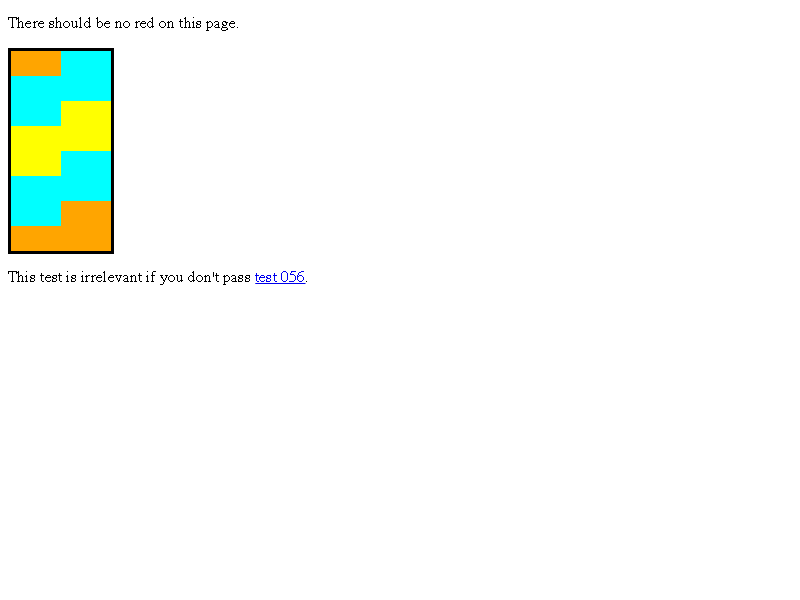 There should be no red on this page.
This test is irrelevant if you don't pass test 056.